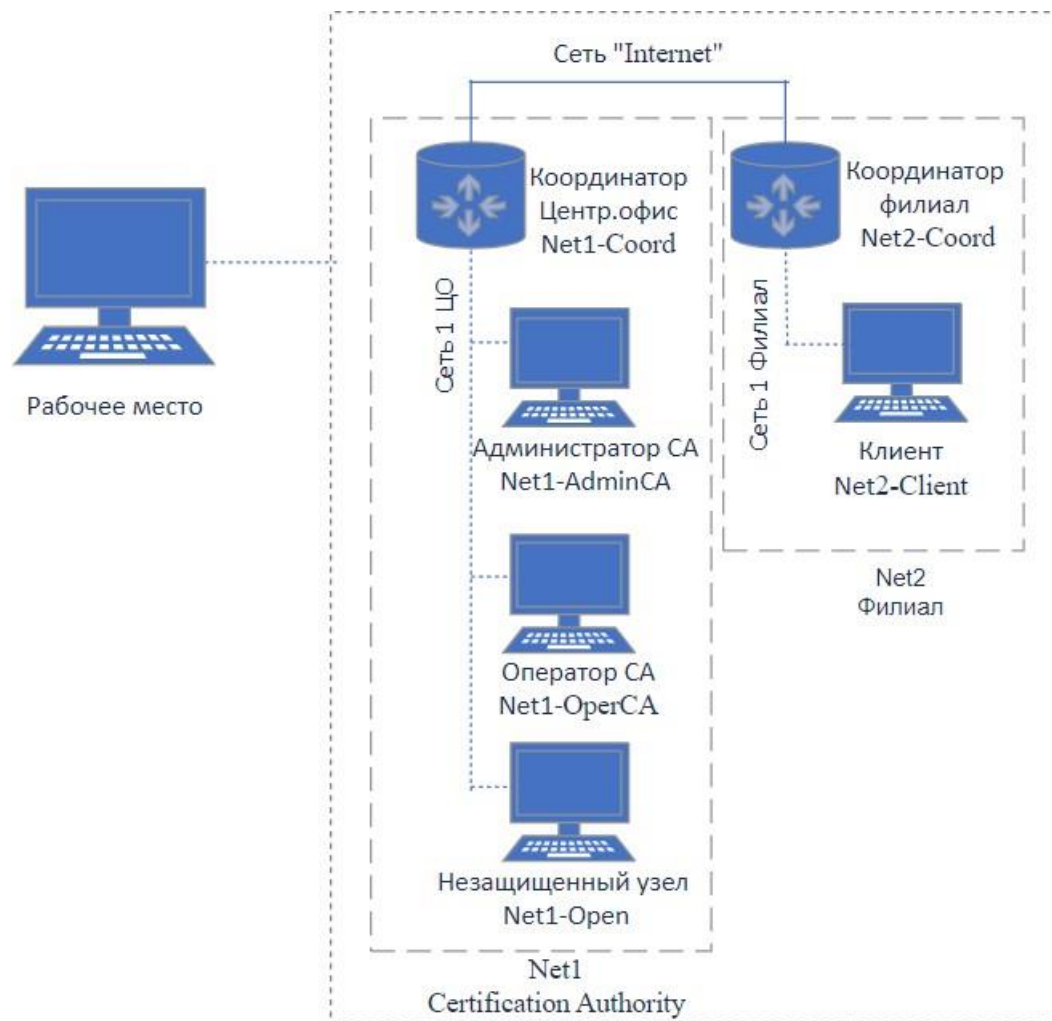 Сеть "Internet"
Координатор
Центр.офис
Net1-Coord
Координатор
филиал
Net2-Coord
Сеть 1 ЦО
Сеть 1 Филиал
Рабочее место
Администратор CA
Net1-AdminCA
Клиент
Net2-Client
Net2
Филиал
Оператор CA
Net1-OperCA
Незащищенный узел
Net1-Open
Net1
Certification Authority